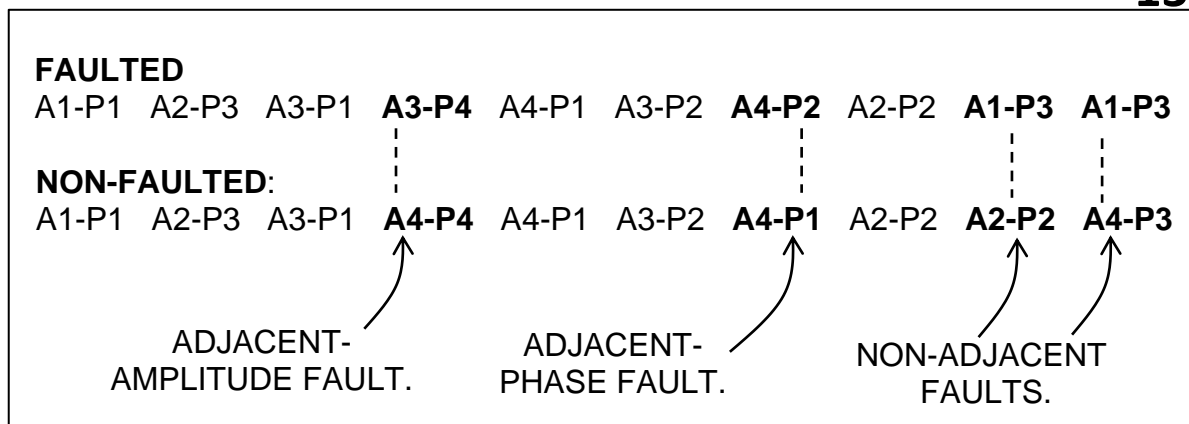 FAULTED
A1-P1 A2-P3 A3-P1 A3-P4 A4-P1 A3-P2 A4-P2 A2-P2 A1-P3 A1-P3
NON-FAULTED:
A1-P1 A2-P3 A3-P1 A4-P4 A4-P1 A3-P2 A4-P1 A2-P2 A2-P2 A4-P3
ADJACENT-
AMPLITUDE FAULT.
ADJACENT-
PHASE FAULT.
NON-ADJACENT
FAULTS.